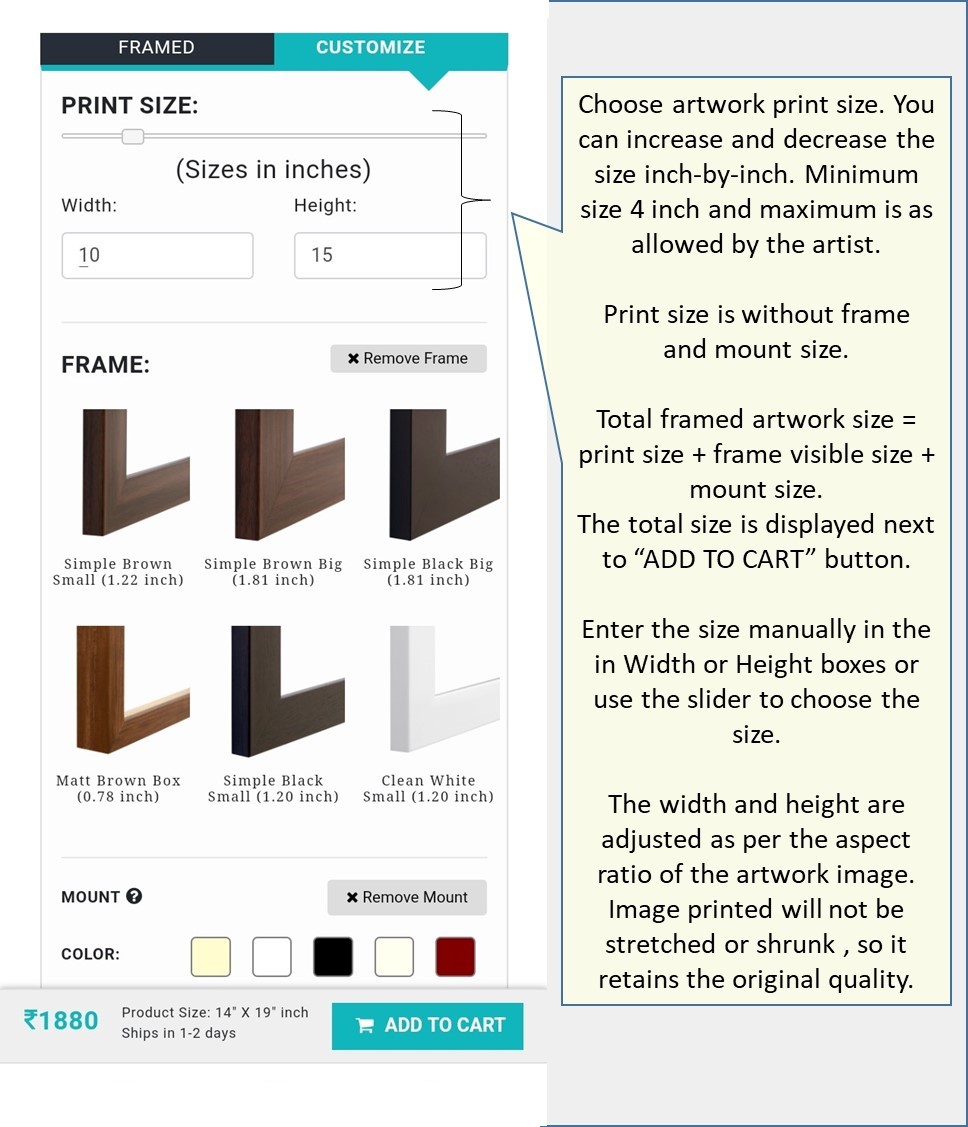 FRAMED
CUSTOMIZE
PRINT SIZE:
(Sizes in inches)
Width:
Height:
10
15
FRAME:
✖ Remove Frame
Simple Brown
Small (1.22 inch)
Simple Brown Big
(1.81 inch)
Simple Black Big
(1.81 inch)
Matt Brown Box
(0.78 inch)
Simple Black
Small (1.20 inch)
Clean White
Small (1.20 inch)
MOUNT ?
✖ Remove Mount
COLOR:
₹1880
Product Size: 14" X 19" inch
Ships in 1-2 days
ADD TO CART
Choose artwork print size. You
can increase and decrease the
size inch-by-inch. Minimum
size 4 inch and maximum is as
allowed by the artist.
Print size is without frame
and mount size.
Total framed artwork size =
print size + frame visible size +
mount size.
The total size is displayed next
to “ADD TO CART” button.
Enter the size manually in the
in Width or Height boxes or
use the slider to choose the
size.
The width and height are
adjusted as per the aspect
ratio of the artwork image.
Image printed will not be
stretched or shrunk , so it
retains the original quality.